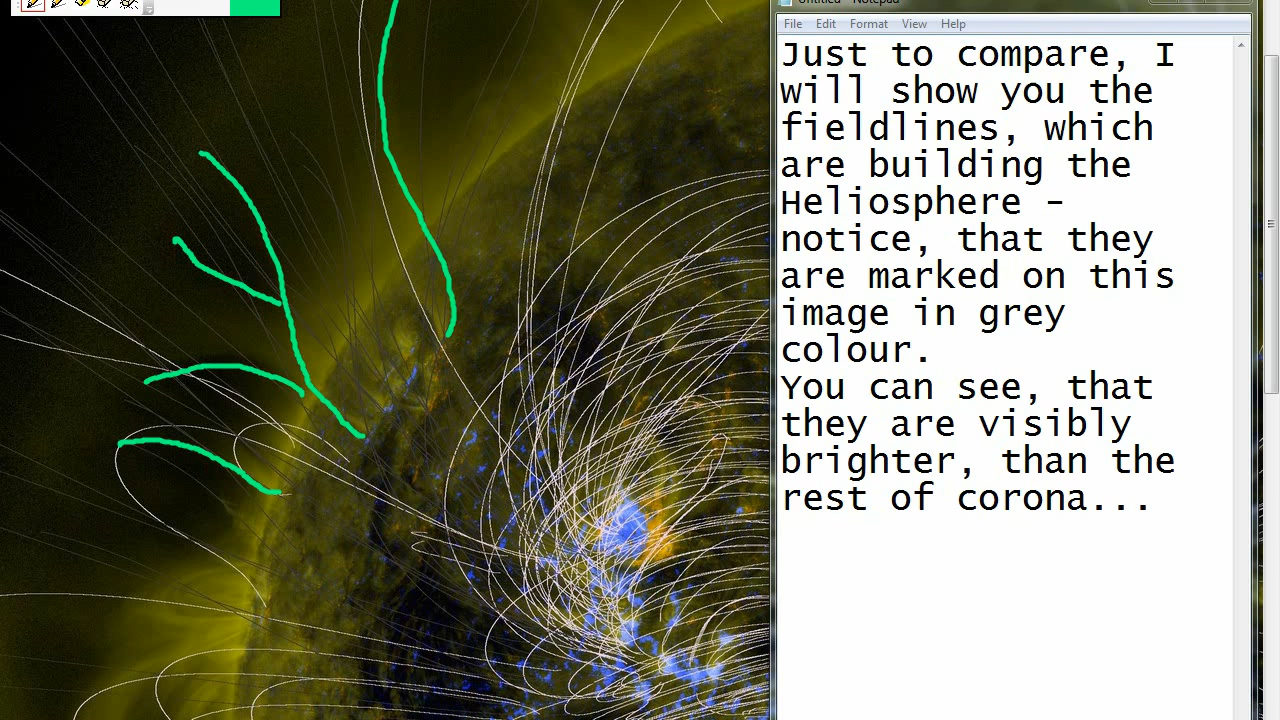 Untitled - Notepad
File Edit Format View Help
Just to compare, I
will show you the
fieldlines, which
are building the
Heliosphere -
notice, that they
are marked on this
image in grey
colour.
You can see, that
they are visibly
brighter, than the
rest of corona...